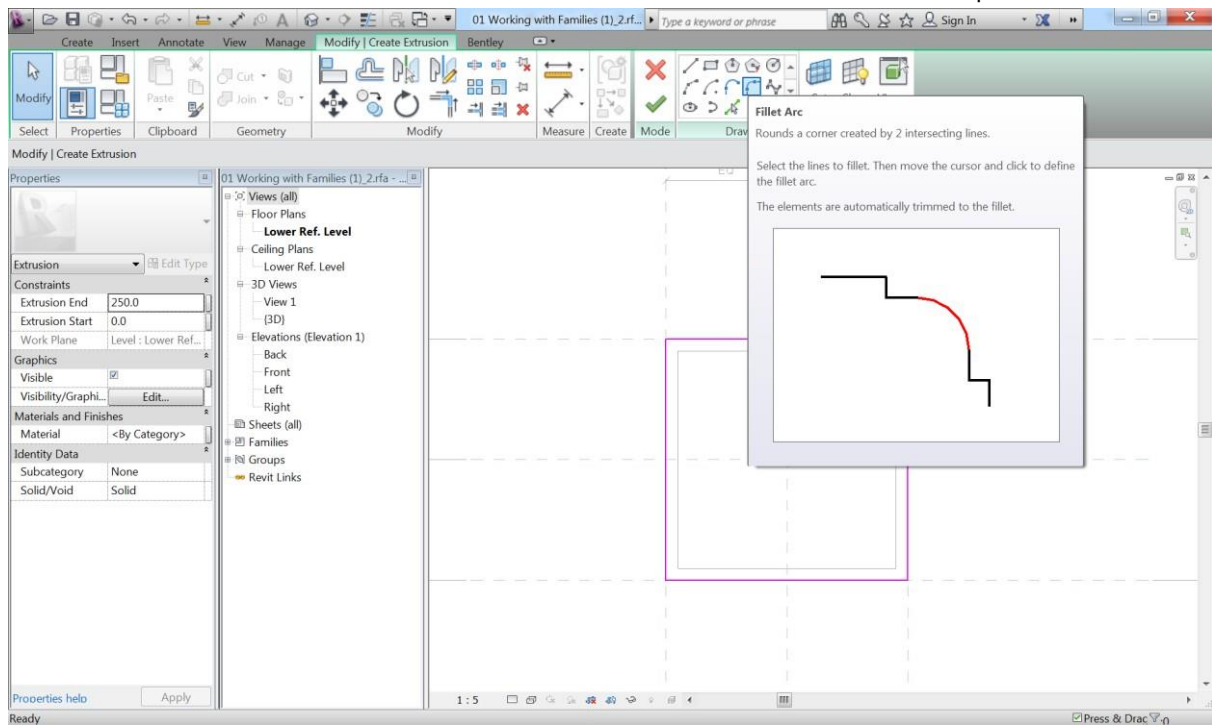 01 Working with Families (1)_2.rf...
Type a keyword or phrase
Sign In
Create Insert Annotate View Manage Modify | Create Extrusion Bentley
Modify
Paste
Cut
Join
Select Properties Clipboard Geometry Modify Measure Create Mode Draw
Modify | Create Extrusion
Fillet Arc
Rounds a corner created by 2 intersecting lines.
Select the lines to fillet. Then move the cursor and click to define
the fillet arc.
The elements are automatically trimmed to the fillet.
Properties
Extrusion Edit Type
Constraints
Extrusion End 250.0
Extrusion Start 0.0
Work Plane Level : Lower Ref...
Graphics
Visible
Visibility/Graphi... Edit...
Materials and Finishes
Material <By Category>
Identity Data
Subcategory None
Solid/Void Solid
Properties help Apply
01 Working with Families (1)_2.rfa - ...
Views (all)
Floor Plans
Lower Ref. Level
Ceiling Plans
Lower Ref. Level
3D Views
View 1
{3D}
Elevations (Elevation 1)
Back
Front
Left
Right
Sheets (all)
Families
Groups
Revit Links
EQ
1 : 5
Ready
Press & Drag
:0